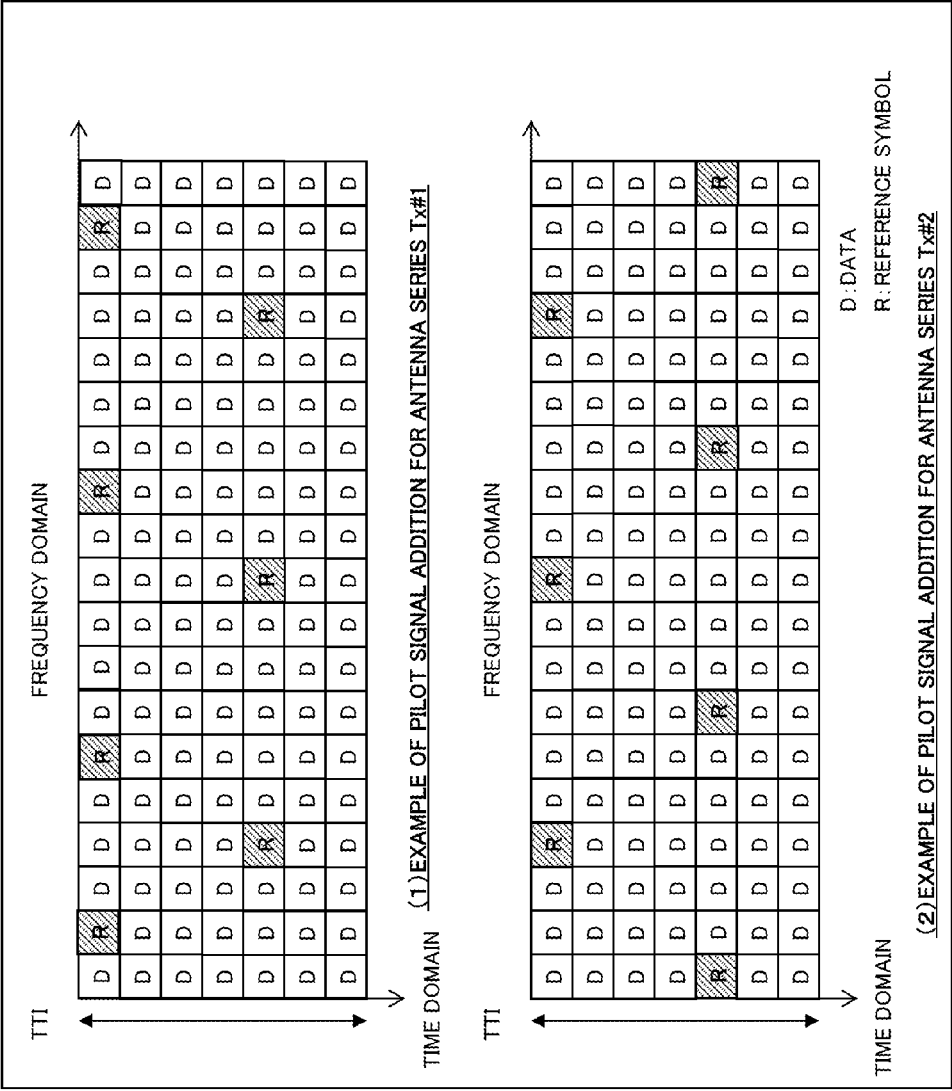 TTI
FREQUENCY DOMAIN
D R D D D R D D D D D R D D D D D R D
D D D D D D D D D D D D D D D D D D D
D D D D D D D D D D D D D D D D D D D
D D D D D D D D D D D D D D D D D D D
D D D R D D D D D R D D D D D R D D D
D D D D D D D D D D D D D D D D D D D
D D D D D D D D D D D D D D D D D D D
TIME DOMAIN
(1)EXAMPLE OF PILOT SIGNAL ADDITION FOR ANTENNA SERIES Tx#1
TTI
FREQUENCY DOMAIN
D D D R D D D D D R D D D D D R D D D
D D D D D D D D D D D D D D D D D D D
D D D D D D D D D D D D D D D D D D D
D D D D D D D D D D D D D D D D D D D
R D D D D D R D D D D D R D D D D D R
D D D D D D D D D D D D D D D D D D D
D D D D D D D D D D D D D D D D D D D
TIME DOMAIN
D:DATA
R:REFERENCE SYMBOL
(2)EXAMPLE OF PILOT SIGNAL ADDITION FOR ANTENNA SERIES Tx#2